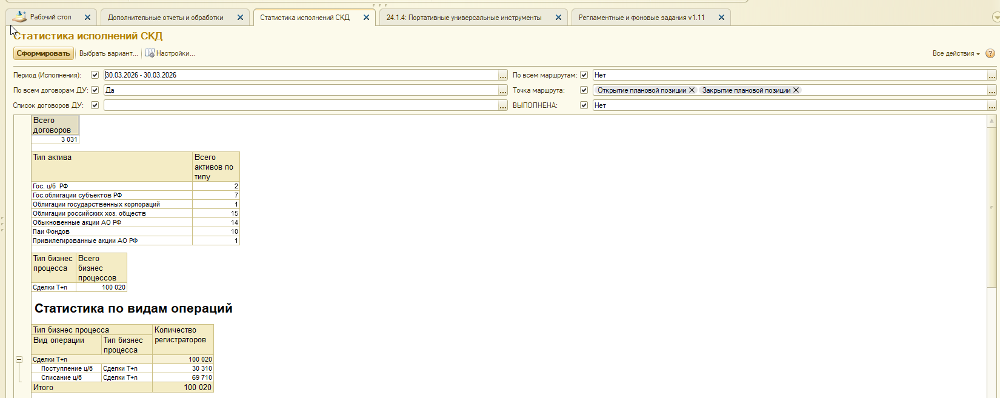 Рабочий стол
Дополнительные отчеты и обработки
Статистика исполнений СКД
24.1.4: Портативные универсальные инструменты
Регламентные и фоновые задания v1.11
Статистика исполнений СКД
Сформировать Выбрать вариант... Настройки... Все действия ?
Период (Исполнения): 30.03.2026 - 30.03.2026 ... По всем маршрутам: Нет ...
По всем договорам ДУ: Да ... Точка маршрута: Открытие плановой позиции Закрытие плановой позиции ...
Список договоров ДУ: ... ВЫПОЛНЕНА: Нет ...
Всего
договоров
3 031
Тип актива Всего
активов по
типу
Гос. ц/б РФ 2
Гос.облигации субъектов РФ 7
Облигации государственных корпораций 1
Облигации российских хоз. обществ 15
Обыкновенные акции АО РФ 14
Паи Фондов 10
Привилегированные акции АО РФ 1
Тип бизнес Всего
процесса бизнес
процессов
Сделки T+n 100 020
Статистика по видам операций
Тип бизнес процесса Количество
Вид операции Тип бизнес регистраторов
процесса
Сделки T+n 100 020
Поступление ц/б Сделки T+n 30 310
Списание ц/б Сделки T+n 69 710
Итого 100 020